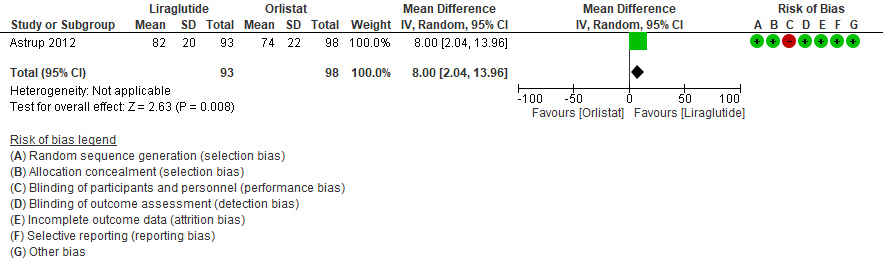 Liraglutide Orlistat Mean Difference Mean Difference Risk of Bias
Study or Subgroup Mean SD Total Mean SD Total Weight IV, Random, 95% CI IV, Random, 95% CI A B C D E F G
Astrup 2012 82 20 93 74 22 98 100.0% 8.00 [2.04, 13.96] + + - + + + +
Total (95% CI) 93 98 100.0% 8.00 [2.04, 13.96]
Heterogeneity: Not applicable
Test for overall effect: Z = 2.63 (P = 0.008)
-100 -50 0 50 100
Favours [Orlistat] Favours [Liraglutide]
Risk of bias legend
(A) Random sequence generation (selection bias)
(B) Allocation concealment (selection bias)
(C) Blinding of participants and personnel (performance bias)
(D) Blinding of outcome assessment (detection bias)
(E) Incomplete outcome data (attrition bias)
(F) Selective reporting (reporting bias)
(G) Other bias